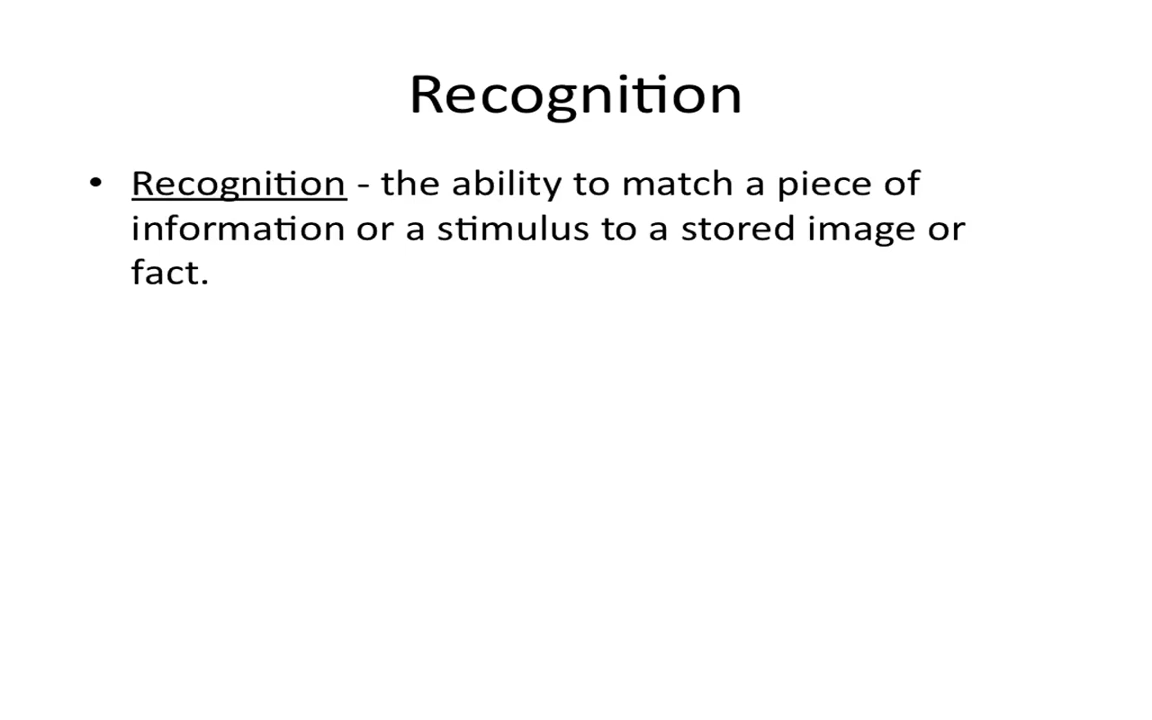 Recognition
• Recognition - the ability to match a piece of
information or a stimulus to a stored image or
fact.